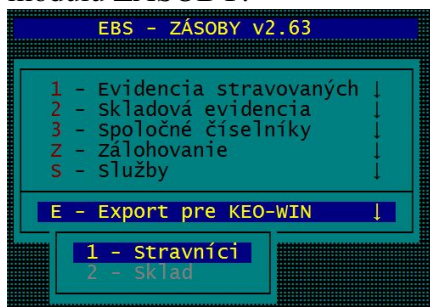 EBS - ZÁSOBY v2.63
1 - Evidencia stravovaných ↓
2 - Skladová evidencia ↓
3 - Spoločné číselníky ↓
Z - Zálohovanie ↓
S - Služby ↓
E - Export pre KEO-WIN ↓
1 - Stravníci
2 - Sklad